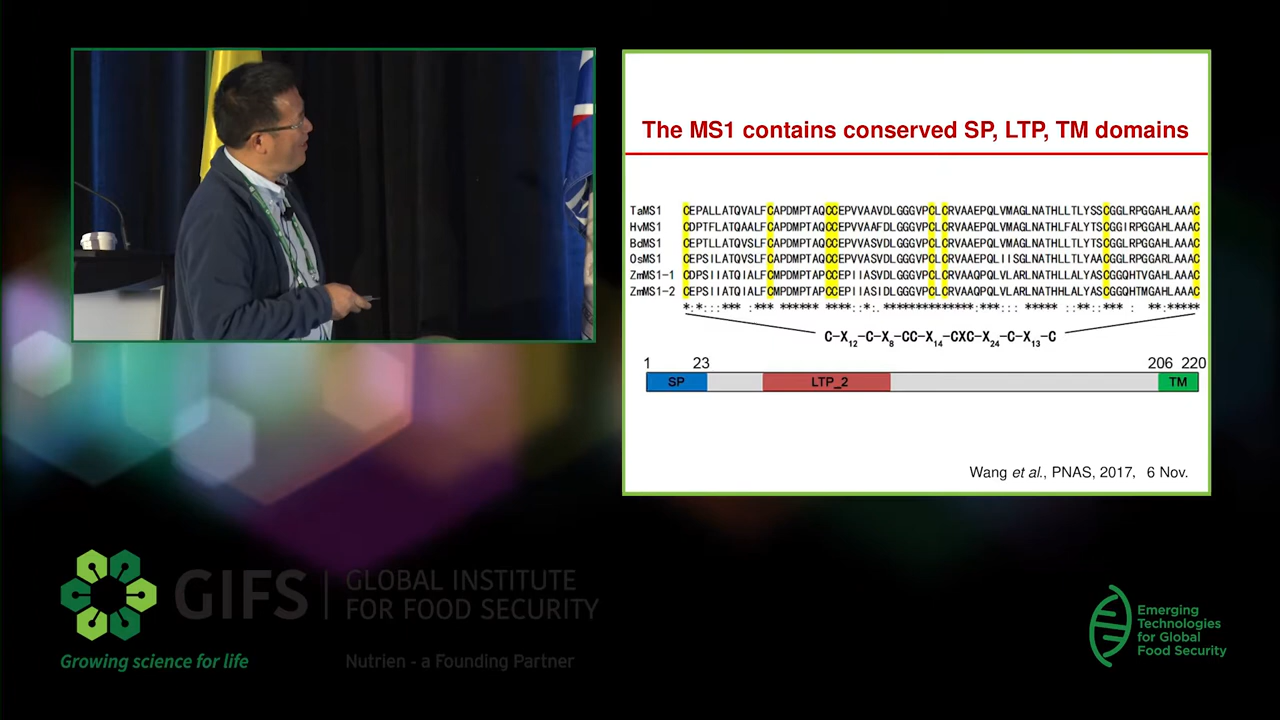 The MS1 contains conserved SP, LTP, TM domains
TaMS1 CEPALLATQVALFCAPDMPTAQCCEPVVAAVDLGGGVPCLCRVAAEPQLVMAGLNATHLLTLYSSCGGLRPGGAHLAAAC
HvMS1 CDPTFLATQAALFCAPDMPTAQCCEPVVAAFDLGGGVPCLCRVAAEPQLVMAGLNATHLFALYTSCGGIRPGGAHLAAAC
BdMS1 CEPTLLATQVSLFCAPDMPTAQCCEPVVASVDLGGGVPCLCRVAAEPQLVMAGLNATHLLTLYTSCGGLRPGGAHLAAAC
OsMS1 CEPSILATQVSLFCAPDMPTAQCCEPVVASVDLGGGVPCLCRVAAEPQLIISGLNATHLLTLYAACGGLRPGGARLAAAC
ZmMS1-1 CDPSIIATQIALFCMPDMPTAPCCEPIIASVDLGGGVPCLCRVAAQPQLVLARLNATHLLALYAACGGQHTVGAHLAAAC
ZmMS1-2 CEPSIIATQIALFCMPDMPTAPCCEPIIASIDLGGGVPCLCRVAAQPQLVLARLNATHHLALYASCGGQHTMGAHLAAAC
C-X12-C-X8-CC-X14-CXC-X24-C-X13-C
1 23 206 220
SP LTP_2 TM
Wang et al., PNAS, 2017, 6 Nov.
GIFS
GLOBAL INSTITUTE
FOR FOOD SECURITY
Growing science for life
Nutrien - a Founding Partner
Emerging
Technologies
for Global
Food Security